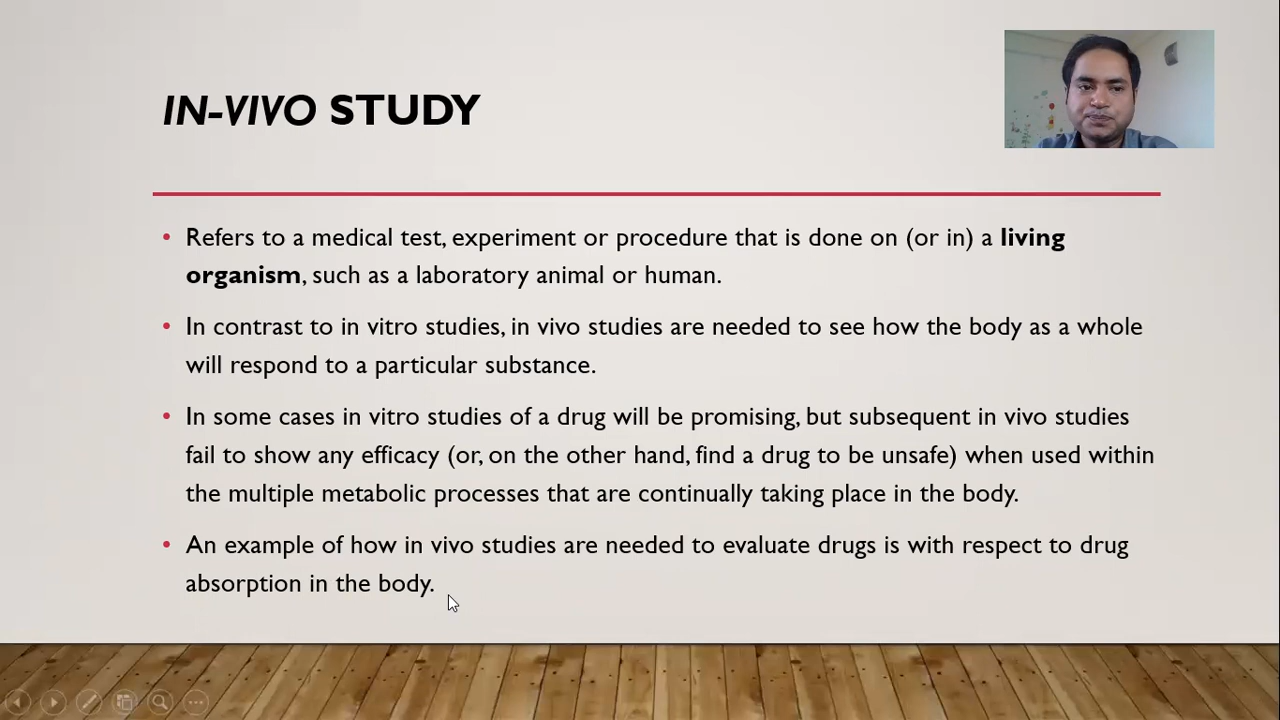 IN-VIVO STUDY
• Refers to a medical test, experiment or procedure that is done on (or in) a living
organism, such as a laboratory animal or human.
• In contrast to in vitro studies, in vivo studies are needed to see how the body as a whole
will respond to a particular substance.
• In some cases in vitro studies of a drug will be promising, but subsequent in vivo studies
fail to show any efficacy (or, on the other hand, find a drug to be unsafe) when used within
the multiple metabolic processes that are continually taking place in the body.
• An example of how in vivo studies are needed to evaluate drugs is with respect to drug
absorption in the body.